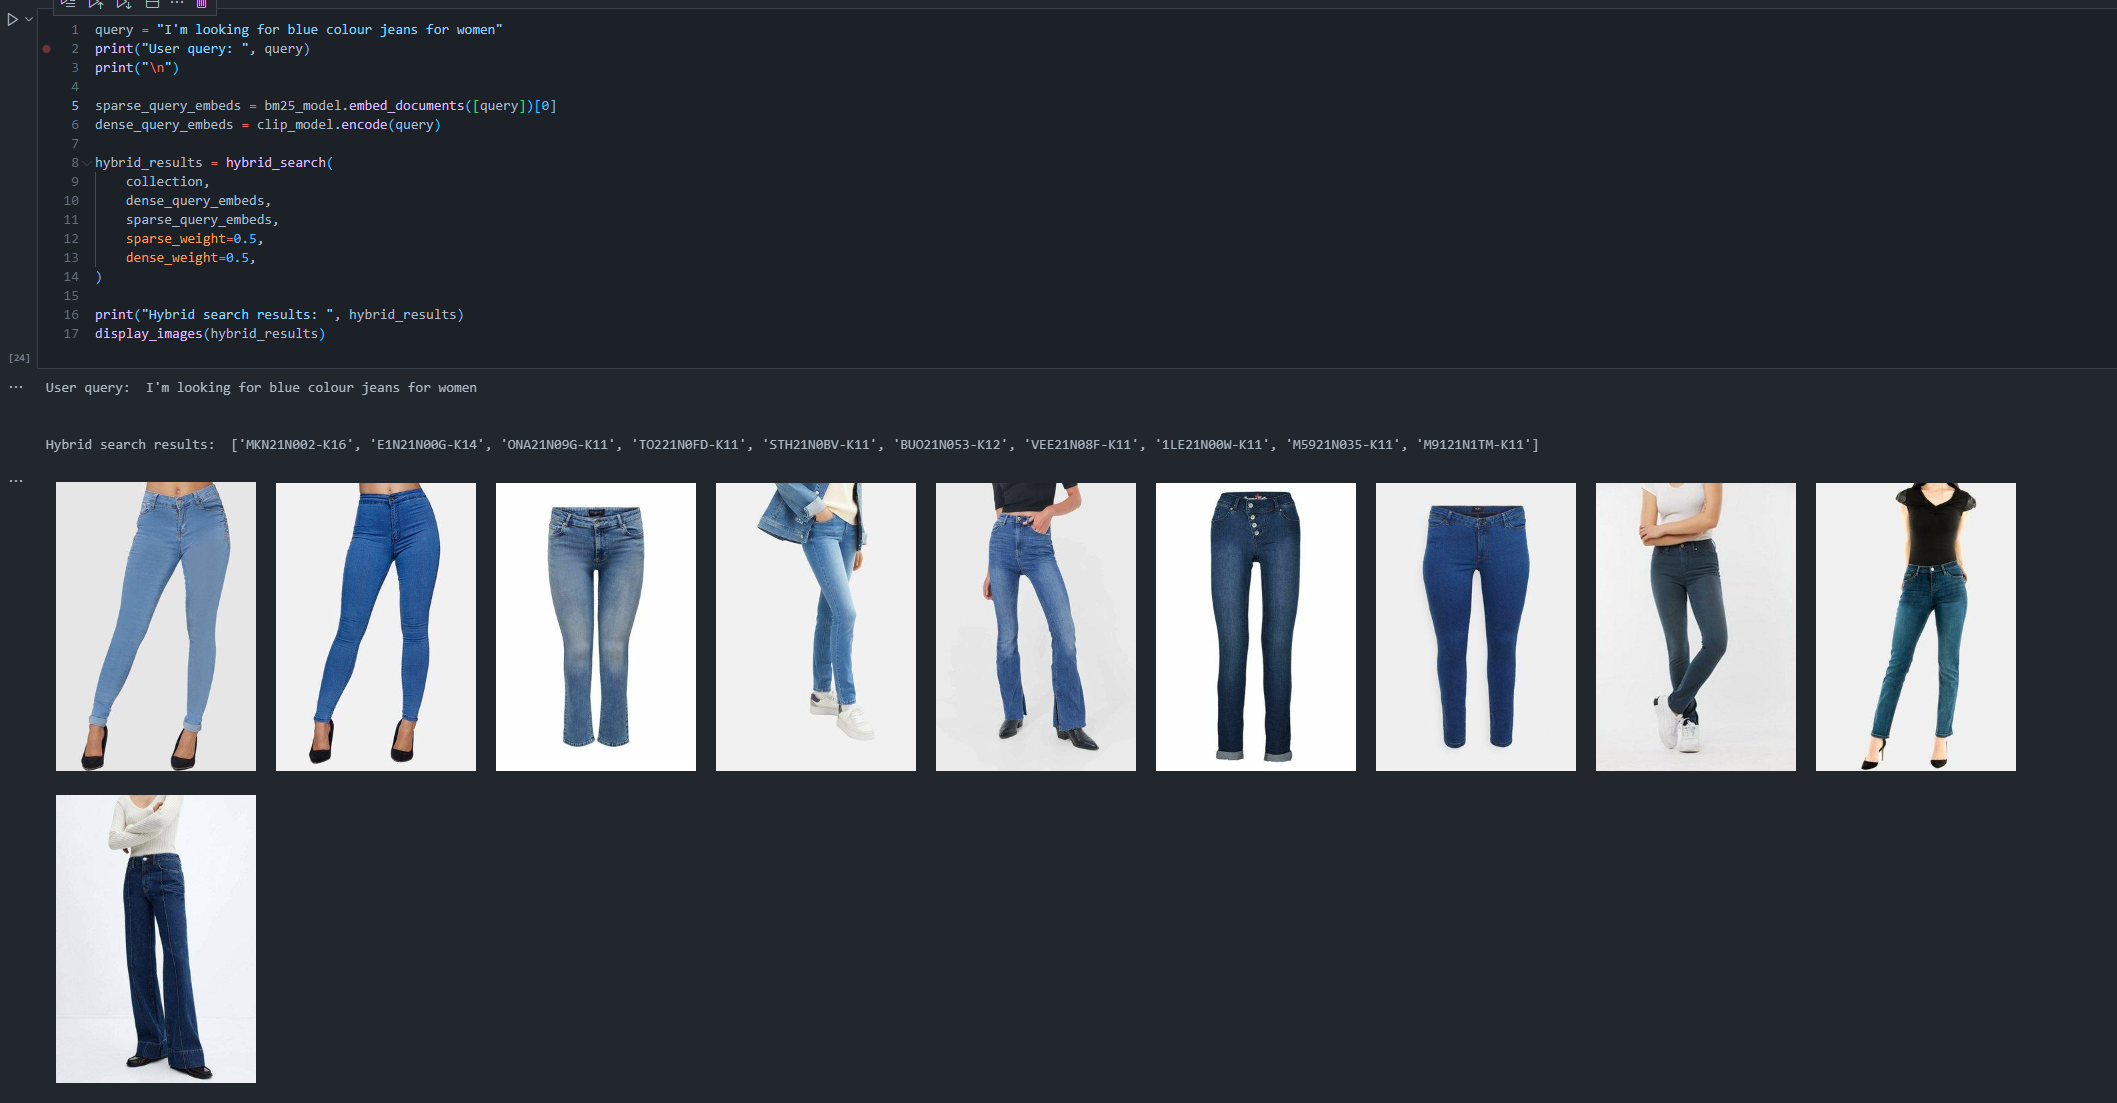 1 query = "I'm looking for blue colour jeans for women"
2 print("User query: ", query)
3 print("\n")
4
5 sparse_query_embeds = bm25_model.embed_documents([query])[0]
6 dense_query_embeds = clip_model.encode(query)
7
8 hybrid_results = hybrid_search(
9 collection,
10 dense_query_embeds,
11 sparse_query_embeds,
12 sparse_weight=0.5,
13 dense_weight=0.5,
14 )
15
16 print("Hybrid search results: ", hybrid_results)
17 display_images(hybrid_results)
[24]
User query:  I'm looking for blue colour jeans for women
Hybrid search results:  ['MKN21N002-K16', 'E1N21N00G-K14', 'ONA21N09G-K11', 'TO221N0FD-K11', 'STH21N0BV-K11', 'BUO21N053-K12', 'VEE21N08F-K11', '1LE21N00W-K11', 'M5921N035-K11', 'M9121N1TM-K11']